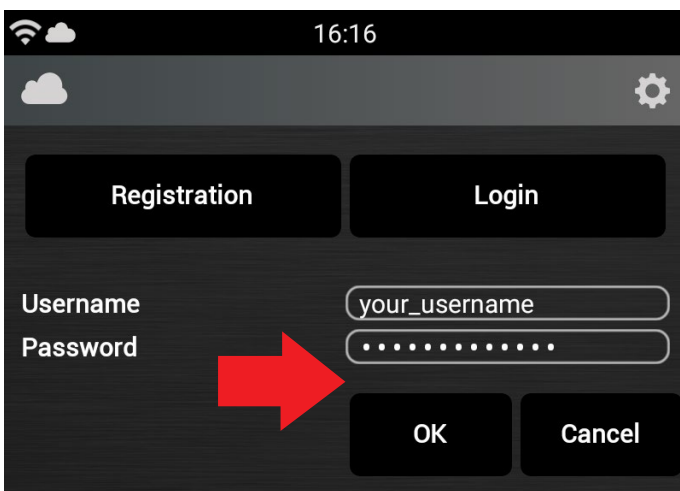 16:16
Registration Login
Username your_username
Password •••••••••••••
OK Cancel